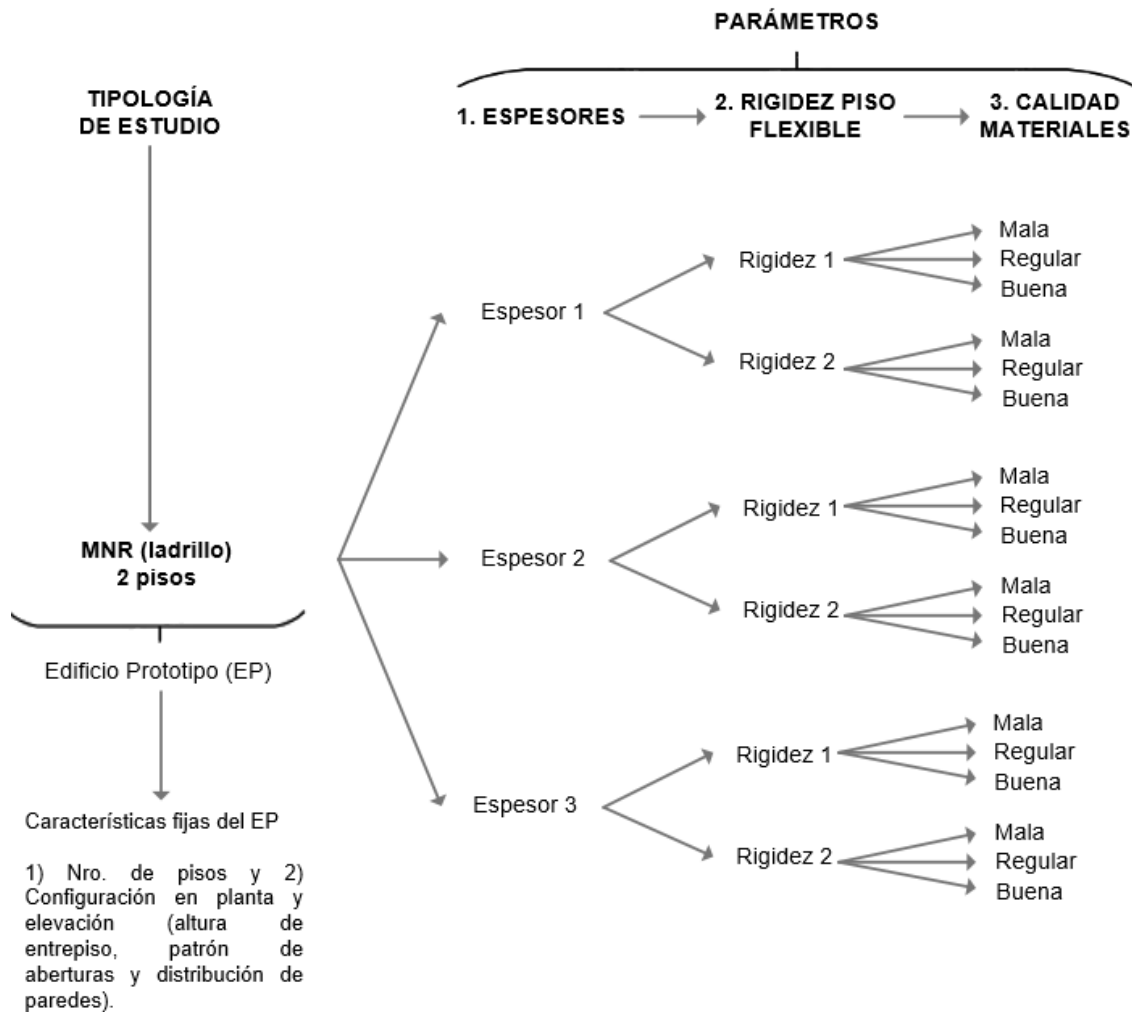 PARÁMETROS
TIPOLOGÍA
DE ESTUDIO
1. ESPESORES
2. RIGIDEZ PISO
FLEXIBLE
3. CALIDAD
MATERIALES
MNR (ladrillo)
2 pisos
Edificio Prototipo (EP)
Características fijas del EP
1) Nro. de pisos y 2)
Configuración en planta y
elevación (altura de
entrepiso, patrón de
aberturas y distribución de
paredes).
Espesor 1
Rigidez 1
Mala
Regular
Buena
Rigidez 2
Mala
Regular
Buena
Espesor 2
Rigidez 1
Mala
Regular
Buena
Rigidez 2
Mala
Regular
Buena
Espesor 3
Rigidez 1
Mala
Regular
Buena
Rigidez 2
Mala
Regular
Buena